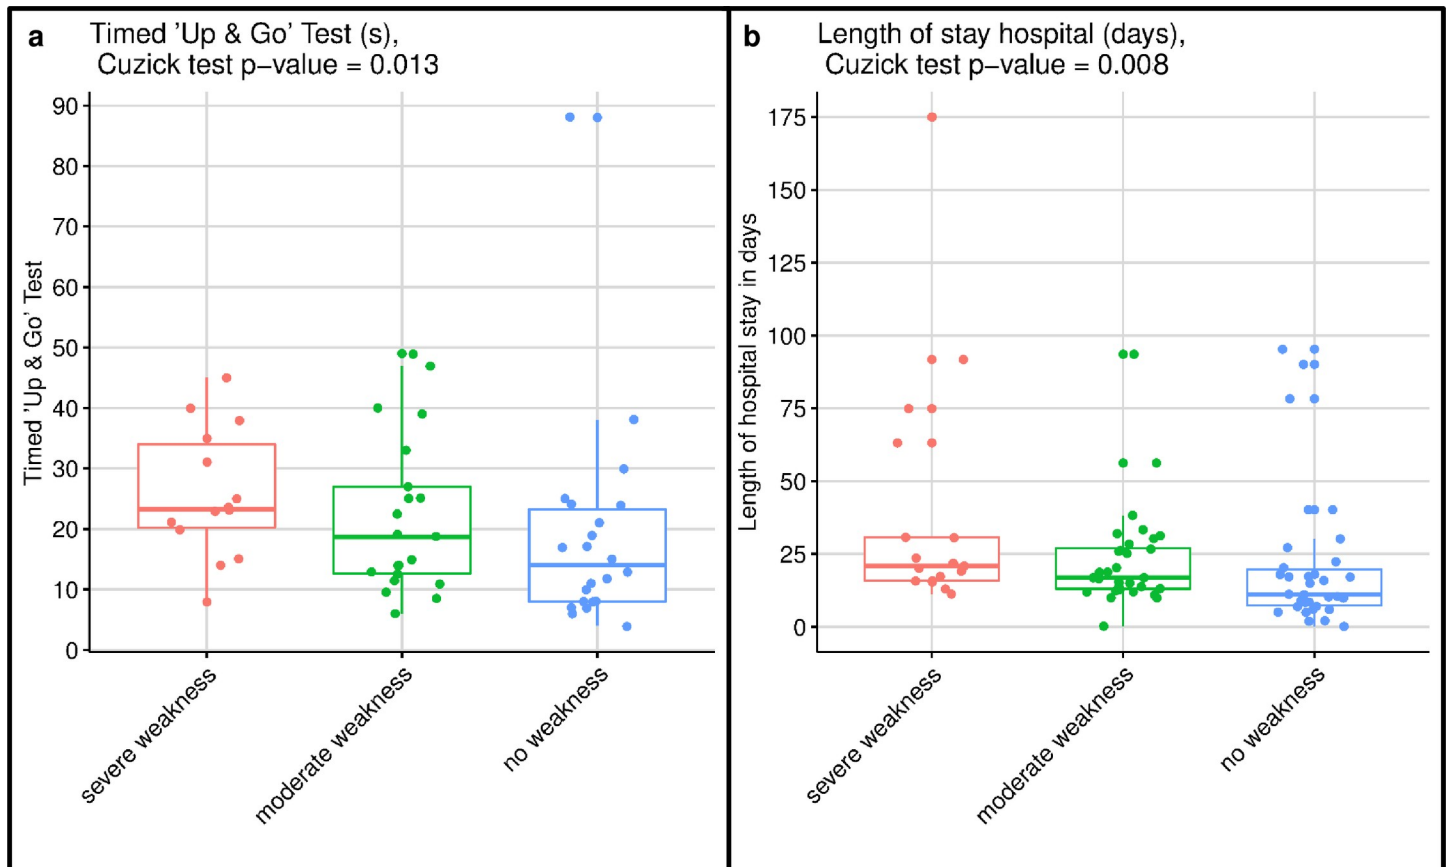 a
Timed ’Up & Go’ Test (s),
Cuzick test p−value = 0.013
Timed ’Up & Go’ Test
90
80
70
60
50
40
30
20
10
0
severe weakness
moderate weakness
no weakness
b
Length of stay hospital (days),
Cuzick test p−value = 0.008
Length of hospital stay in days
175
150
125
100
75
50
25
0
severe weakness
moderate weakness
no weakness